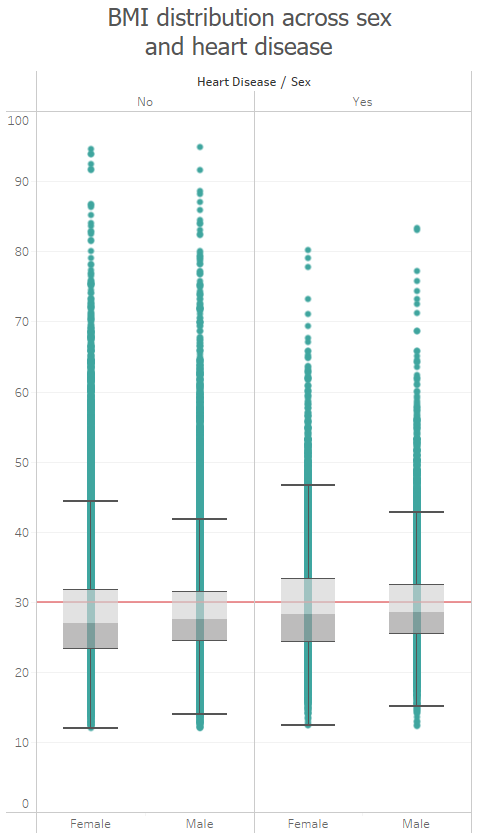 BMI distribution across sex
and heart disease
Heart Disease / Sex
No Yes
100
90
80
70
60
50
40
30
20
10
0
Female Male Female Male